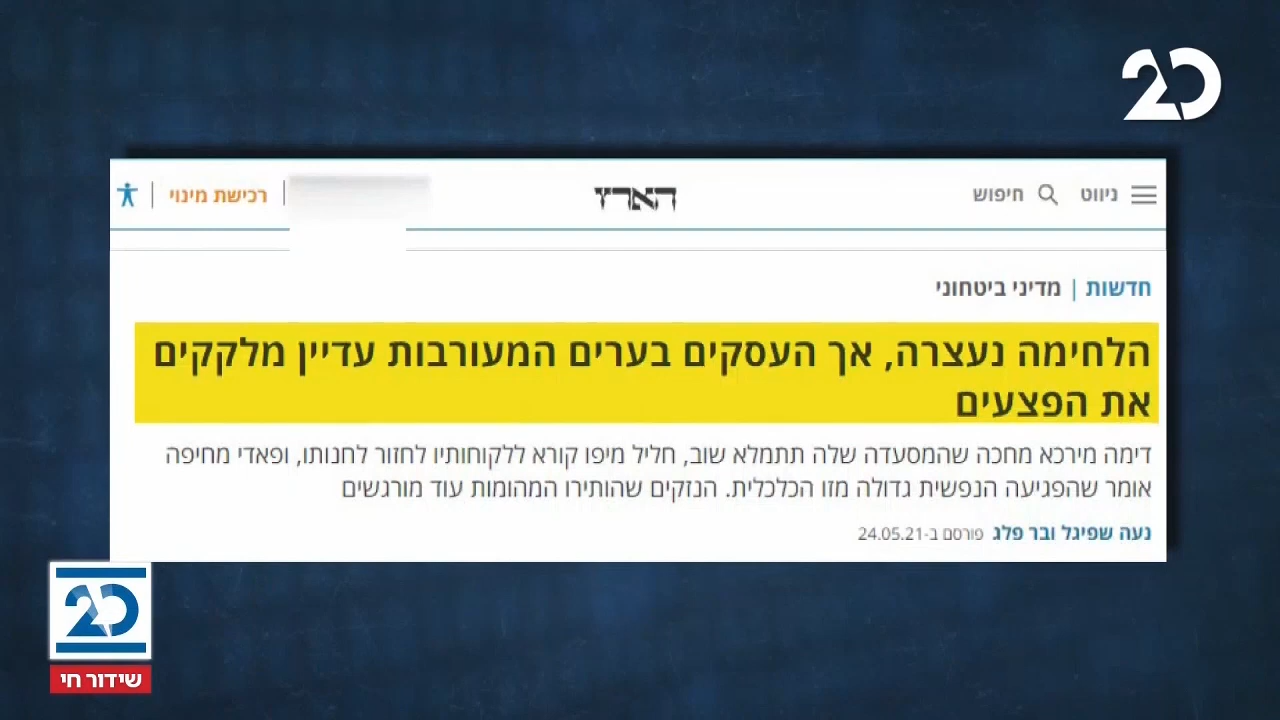 20
ניווט
חיפוש
הארץ
רכישת מינוי
חדשות | מדיני ביטחוני
הלחימה נעצרה, אך העסקים בערים המעורבות עדיין מלקקים
את הפצעים
דימה מירכא מחכה שהמסעדה שלה תתמלא שוב, חליל מיפו קורא ללקוחותיו לחזור לחנותו, ופאדי מחיפה
אומר שהפגיעה הנפשית גדולה מזו הכלכלית. הנזקים שהותירו המהומות עוד מורגשים
נעה שפיגל ובר פלג פורסם ב-24.05.21
20
שידור חי